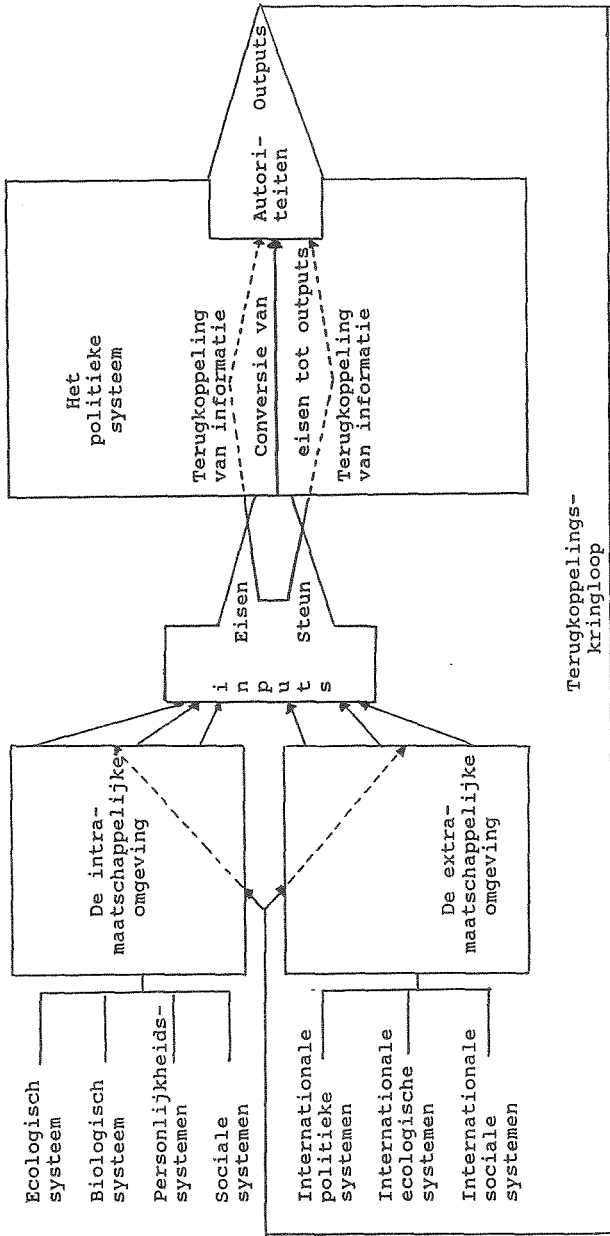 Ecologisch
systeem
Biologisch
systeem
Personlijkheids-
systemen
Sociale
systemen
Internationale
politieke
systemen
Internationale
ecologische
systemen
Internationale
sociale
systemen
De intra-
maatschappelijke
omgeving
De extra-
maatschappelijke
omgeving
inputs
Eisen
Steun
Het
politieke
systeem
Terugkoppeling
van informatie
Conversie van
eisen tot outputs
Terugkoppeling
van informatie
Autori-
teiten
Outputs
Terugkoppelings-
kringloop